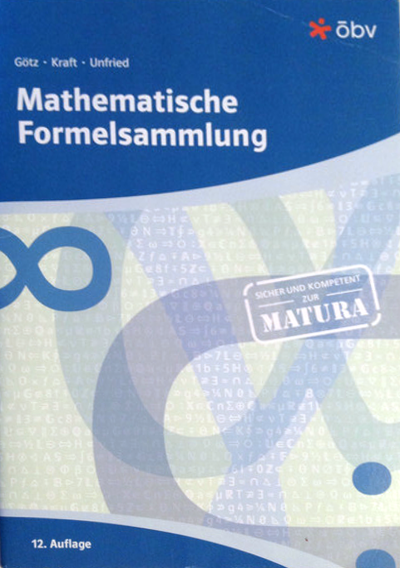 öbv
Götz · Kraft · Unfried
Mathematische
Formelsammlung
SICHER UND KOMPETENT
ZUR
MATURA
12. Auflage